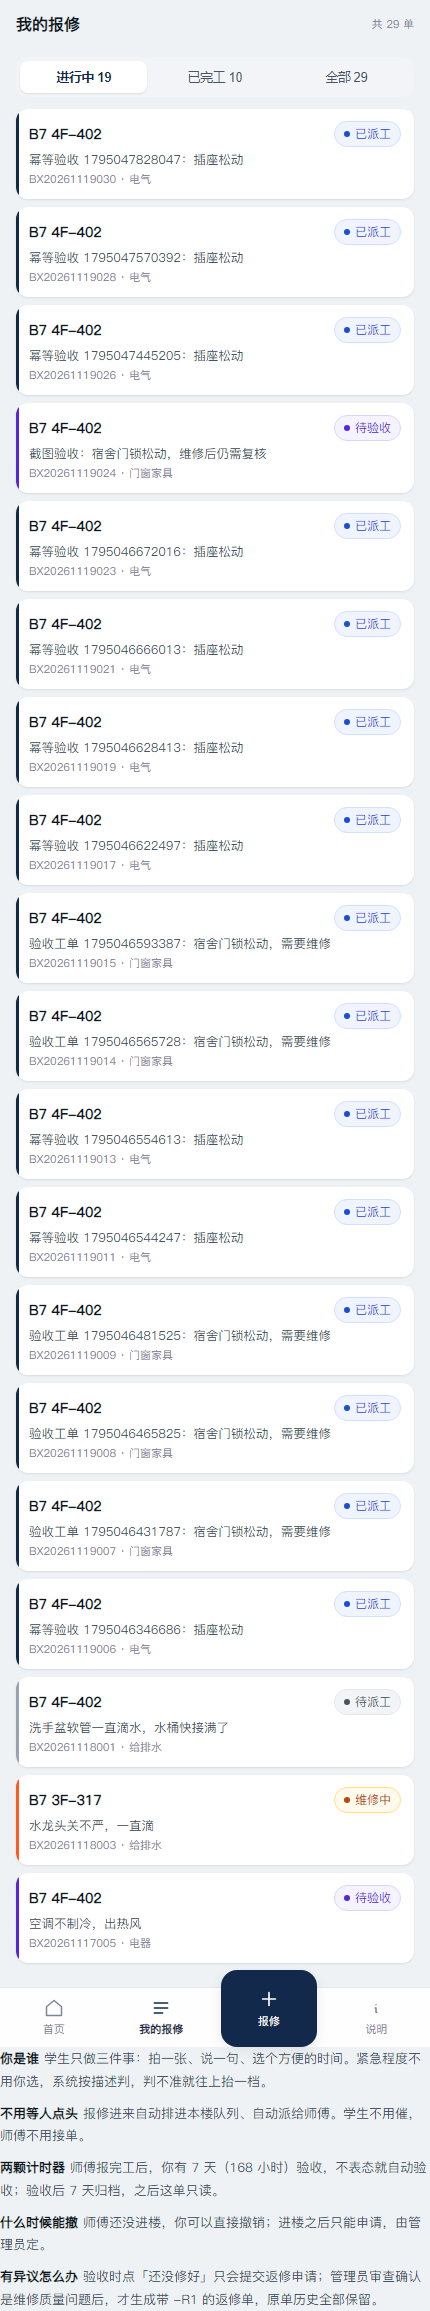 我的报修
共 29 单
进行中 19
已完工 10
全部 29
B7 4F-402
已派工
幂等验收 1795047828047：插座松动
BX20261119030 · 电气
B7 4F-402
已派工
幂等验收 1795047570392：插座松动
BX20261119028 · 电气
B7 4F-402
已派工
幂等验收 1795047445205：插座松动
BX20261119026 · 电气
B7 4F-402
待验收
截图验收：宿舍门锁松动，维修后仍需复核
BX20261119024 · 门窗家具
B7 4F-402
已派工
幂等验收 1795046672016：插座松动
BX20261119023 · 电气
B7 4F-402
已派工
幂等验收 1795046666013：插座松动
BX20261119021 · 电气
B7 4F-402
已派工
幂等验收 1795046628413：插座松动
BX20261119019 · 电气
B7 4F-402
已派工
幂等验收 1795046622497：插座松动
BX20261119017 · 电气
B7 4F-402
已派工
验收工单 1795046593387：宿舍门锁松动，需要维修
BX20261119015 · 门窗家具
B7 4F-402
已派工
验收工单 1795046565728：宿舍门锁松动，需要维修
BX20261119014 · 门窗家具
B7 4F-402
已派工
幂等验收 1795046554613：插座松动
BX20261119013 · 电气
B7 4F-402
已派工
幂等验收 1795046544247：插座松动
BX20261119011 · 电气
B7 4F-402
已派工
验收工单 1795046481525：宿舍门锁松动，需要维修
BX20261119009 · 门窗家具
B7 4F-402
已派工
验收工单 1795046465825：宿舍门锁松动，需要维修
BX20261119008 · 门窗家具
B7 4F-402
已派工
验收工单 1795046431787：宿舍门锁松动，需要维修
BX20261119007 · 门窗家具
B7 4F-402
已派工
幂等验收 1795046346686：插座松动
BX20261119006 · 电气
B7 4F-402
待派工
洗手盆软管一直滴水，水桶快接满了
BX20261118001 · 给排水
B7 3F-317
维修中
水龙头关不严，一直滴
BX20261118003 · 给排水
B7 4F-402
待验收
空调不制冷，出热风
BX20261117005 · 电器
首页
我的报修
报修
说明
你是谁 学生只做三件事：拍一张、说一句、选个方便的时间。紧急程度不
用你选，系统按描述判，判不准就往上抬一档。
不用等人点头 报修进来自动排进本楼队列、自动派给师傅。学生不用催，
师傅不用接单。
两颗计时器 师傅报完工后，你有 7 天（168 小时）验收，不表态就自动验
收；验收后 7 天归档，之后这单只读。
什么时候能撤 师傅还没进楼，你可以直接撤销；进楼之后只能申请，由管
理员定。
有异议怎么办 验收时点「还没修好」只会提交返修申请；管理员审查确认
是维修质量问题后，才生成带 -R1 的返修单，原单历史全部保留。